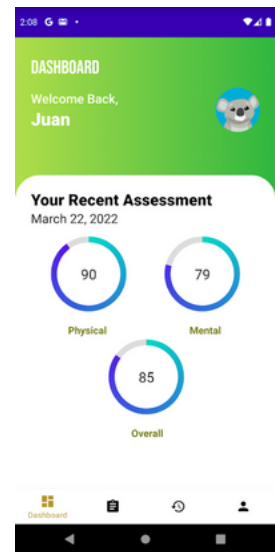 2:08 G
DASHBOARD
Welcome Back,
Juan
Your Recent Assessment
March 22, 2022
90
79
Physical
Mental
85
Overall
Dashboard